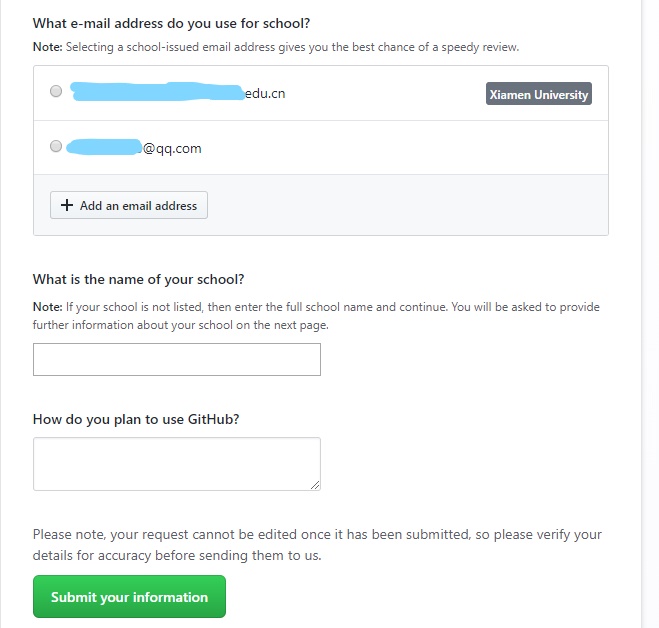 What e-mail address do you use for school?
Note: Selecting a school-issued email address gives you the best chance of a speedy review.
edu.cn
Xiamen University
@qq.com
+ Add an email address
What is the name of your school?
Note: If your school is not listed, then enter the full school name and continue. You will be asked to provide
further information about your school on the next page.
How do you plan to use GitHub?
Please note, your request cannot be edited once it has been submitted, so please verify your
details for accuracy before sending them to us.
Submit your information